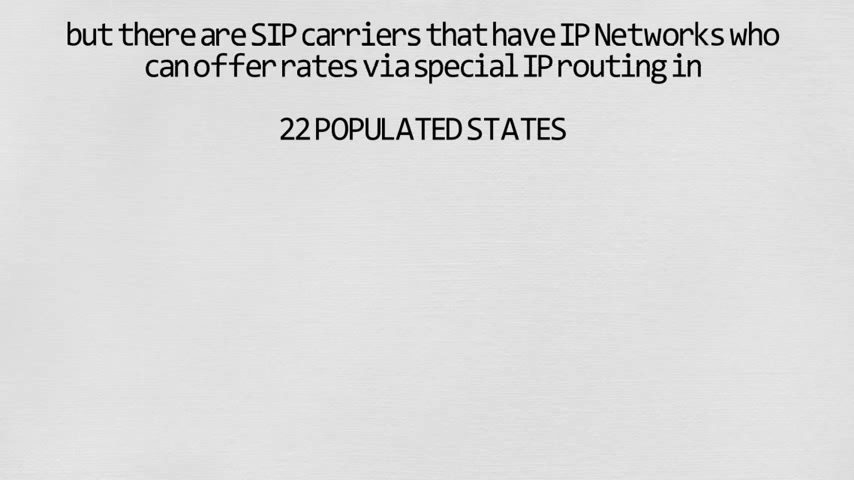 but there are SIP carriers that have IP Networks who
can offer rates via special IP routing in
22 POPULATED STATES